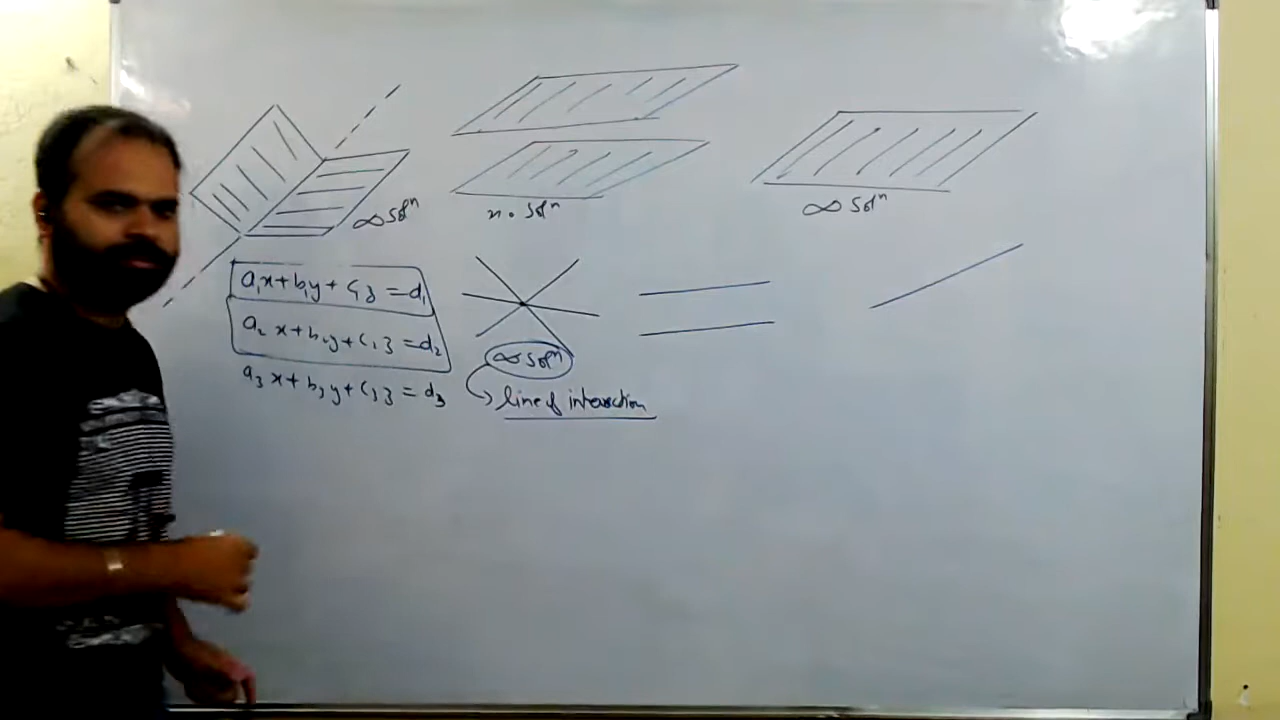 ∞ solⁿ
no solⁿ
∞ solⁿ
a₁x + b₁y + c₁z = d₁
a₂x + b₂y + c₂z = d₂
a₃x + b₃y + c₃z = d₃
∞ solⁿ
line of intersection